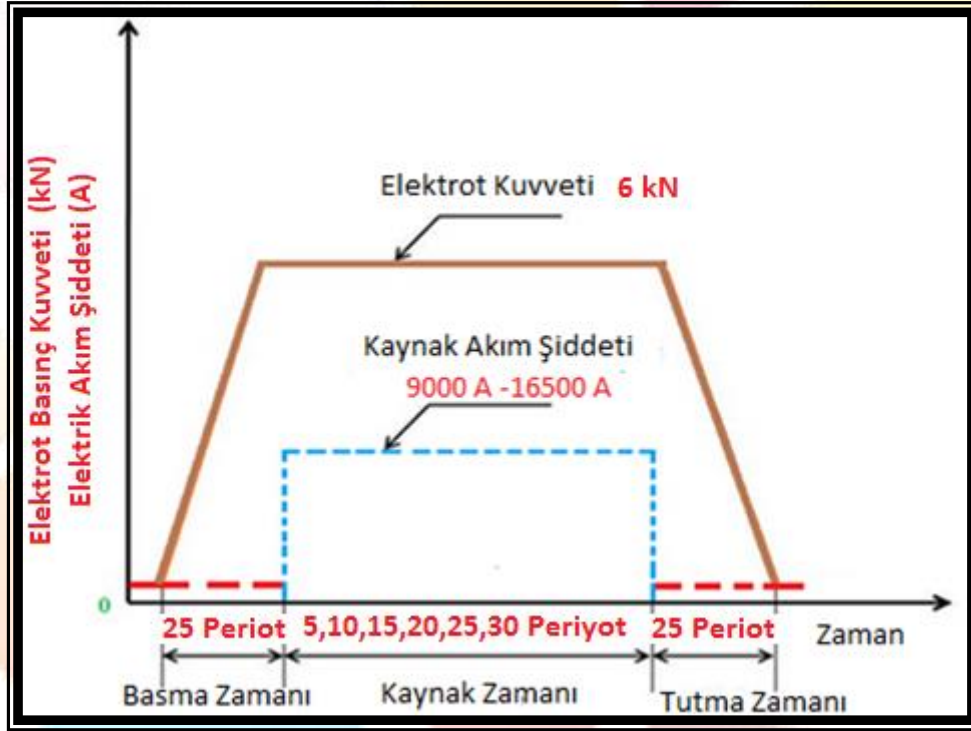 Elektrot Basınç Kuvveti (kN)
Elektrik Akım Şiddeti (A)
Elektrot Kuvveti 6 kN
Kaynak Akım Şiddeti
9000 A -16500 A
0
25 Periot 5,10,15,20,25,30 Periyot 25 Periot
Zaman
Basma Zamanı Kaynak Zamanı Tutma Zamanı